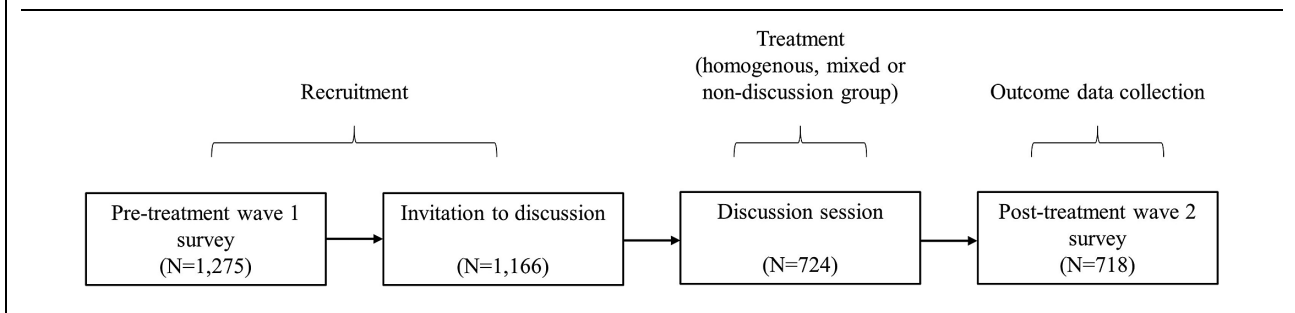 Recruitment
Treatment
(homogenous, mixed or
non-discussion group)
Outcome data collection
Pre-treatment wave 1
survey
(N=1,275)
Invitation to discussion
(N=1,166)
Discussion session
(N=724)
Post-treatment wave 2
survey
(N=718)